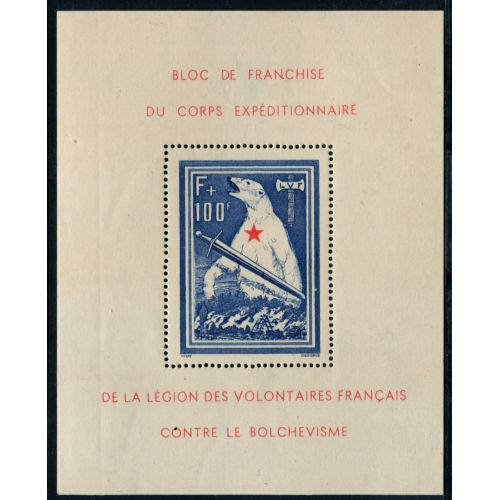 BLOC DE FRANCHISE
DU CORPS EXPÉDITIONNAIRE
F+
LVF
100F
DE LA LÉGION DES VOLONTAIRES FRANÇAIS
CONTRE LE BOLCHEVISME